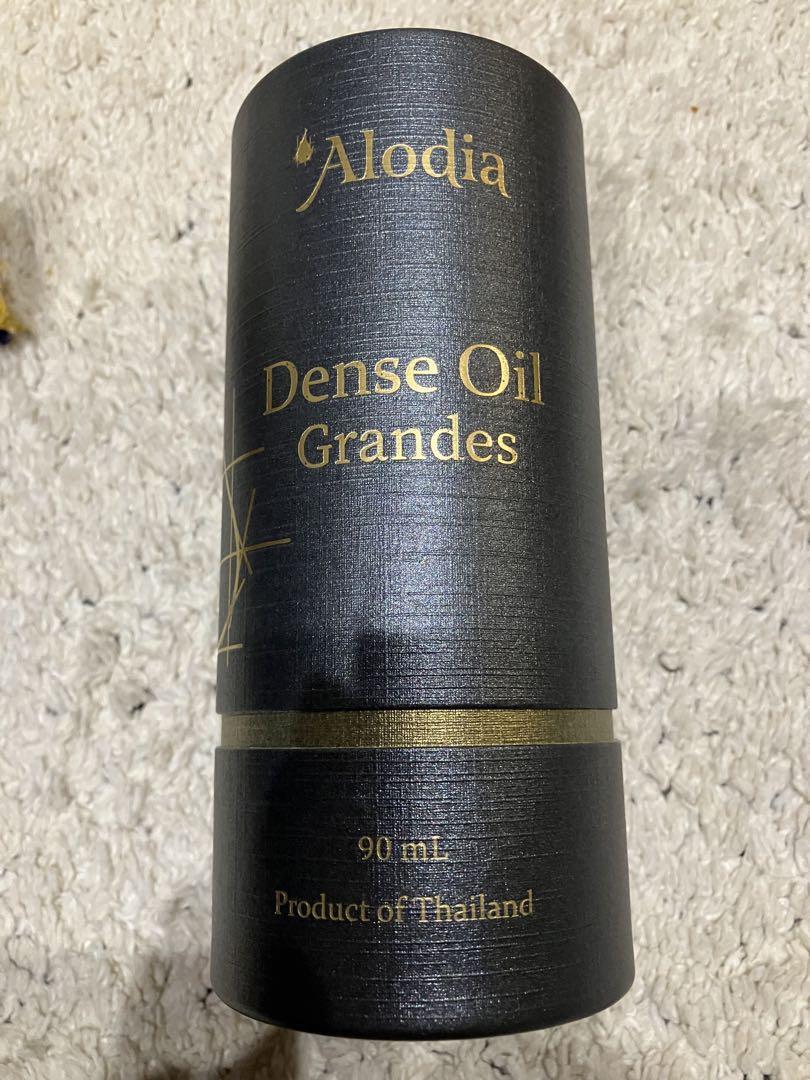 Alodia
Dense Oil
Grandes
90 mL
Product of Thailand